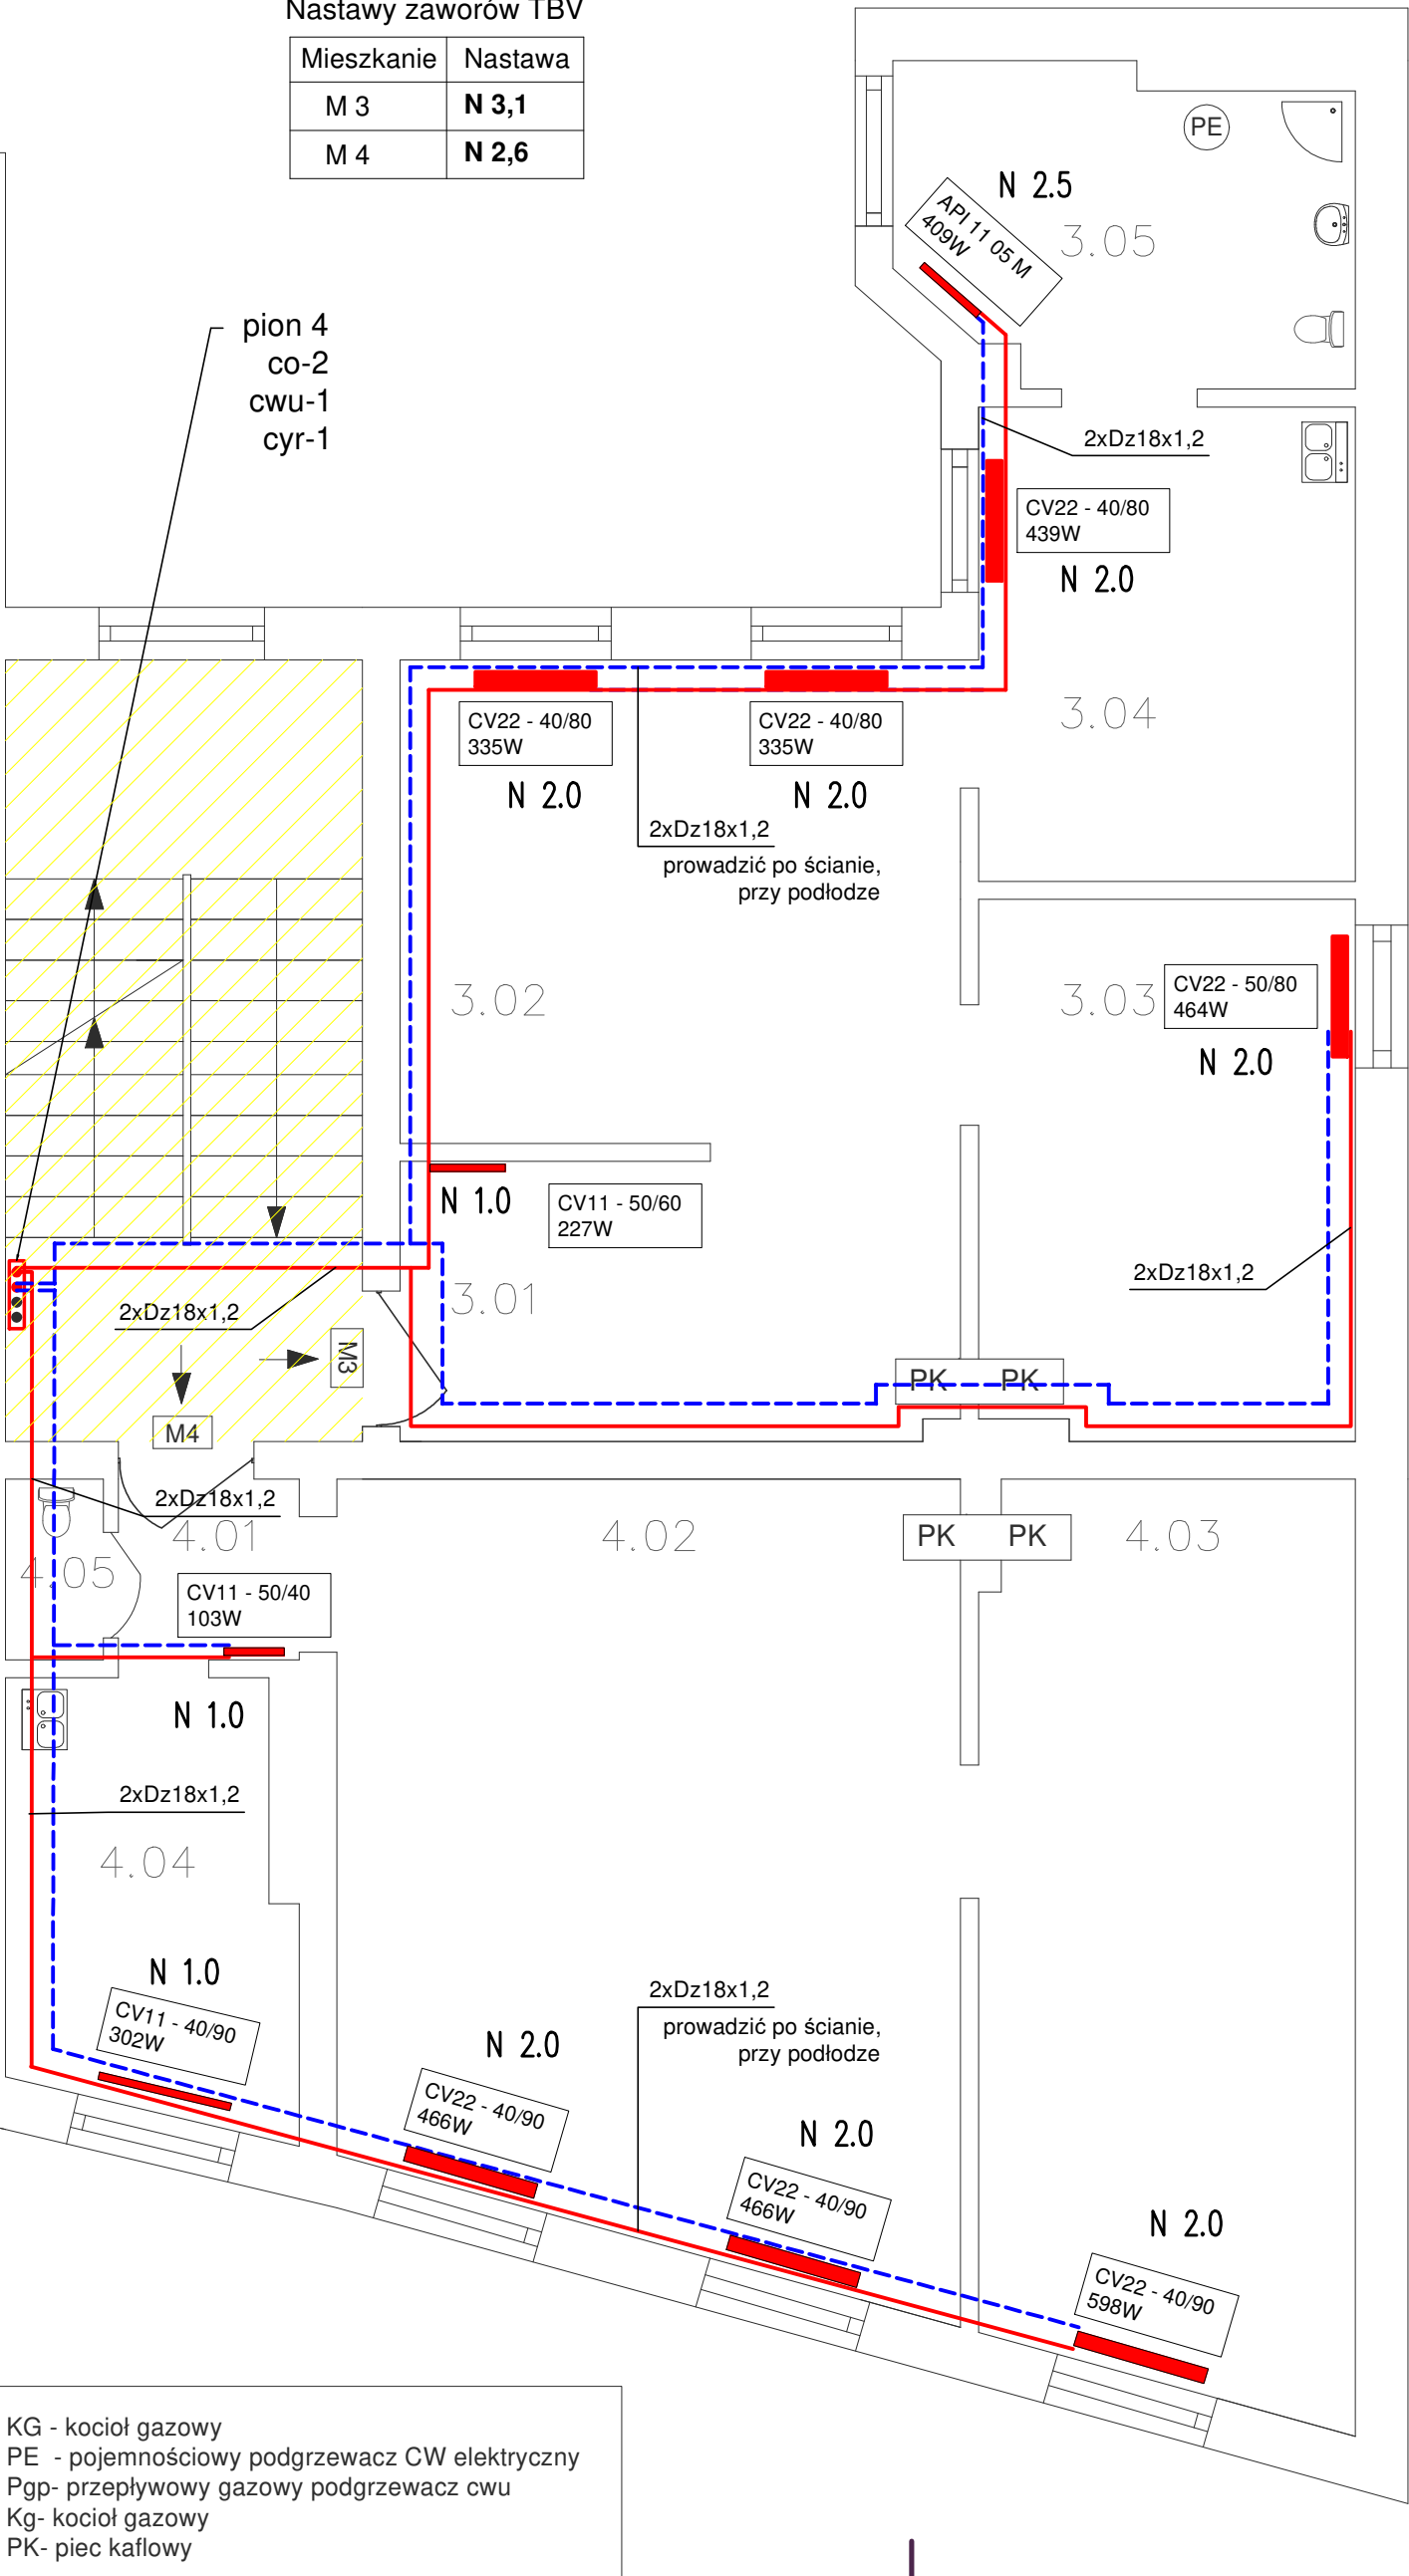 Nastawy zaworów TBV
Mieszkanie Nastawa
M 3 N 3,1
M 4 N 2,6
PE
N 2.5
API 11 05 M
409W
3.05
pion 4
co-2
cwu-1
cyr-1
2xDz18x1,2
CV22 - 40/80
439W
N 2.0
3.04
CV22 - 40/80
335W
N 2.0
CV22 - 40/80
335W
N 2.0
2xDz18x1,2
prowadzić po ścianie,
przy podłodze
3.02
3.03
CV22 - 50/80
464W
N 2.0
N 1.0
CV11 - 50/60
227W
3.01
2xDz18x1,2
2xDz18x1,2
M3
M4
PK PK
2xDz18x1,2
4.01
4.05
4.02
PK PK
4.03
CV11 - 50/40
103W
N 1.0
2xDz18x1,2
4.04
N 1.0
CV11 - 40/90
302W
2xDz18x1,2
prowadzić po ścianie,
przy podłodze
N 2.0
CV22 - 40/90
466W
N 2.0
CV22 - 40/90
466W
N 2.0
CV22 - 40/90
598W
KG - kocioł gazowy
PE - pojemnościowy podgrzewacz CW elektryczny
Pgp- przepływowy gazowy podgrzewacz cwu
Kg- kocioł gazowy
PK- piec kaflowy